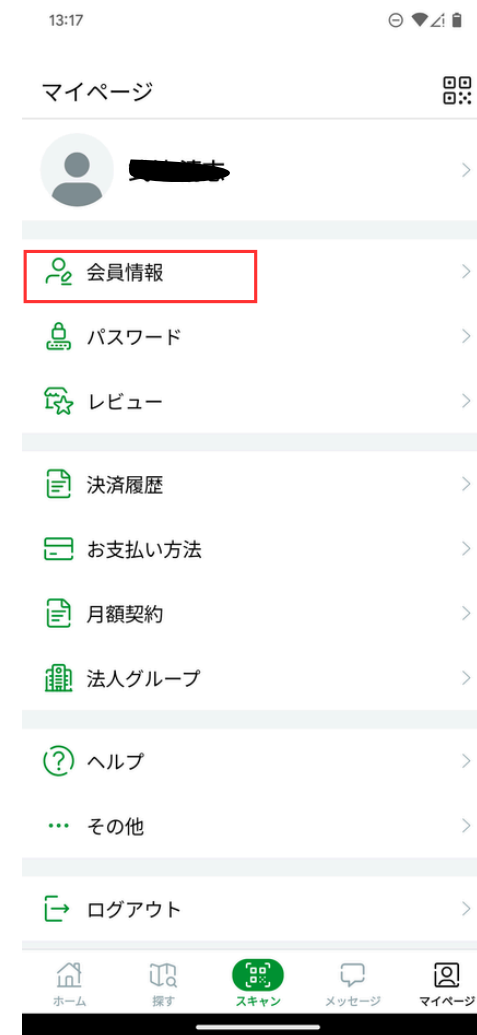 13:17
マイページ
会員情報
パスワード
レビュー
決済履歴
お支払い方法
月額契約
法人グループ
ヘルプ
その他
ログアウト
ホーム
探す
スキャン
メッセージ
マイページ